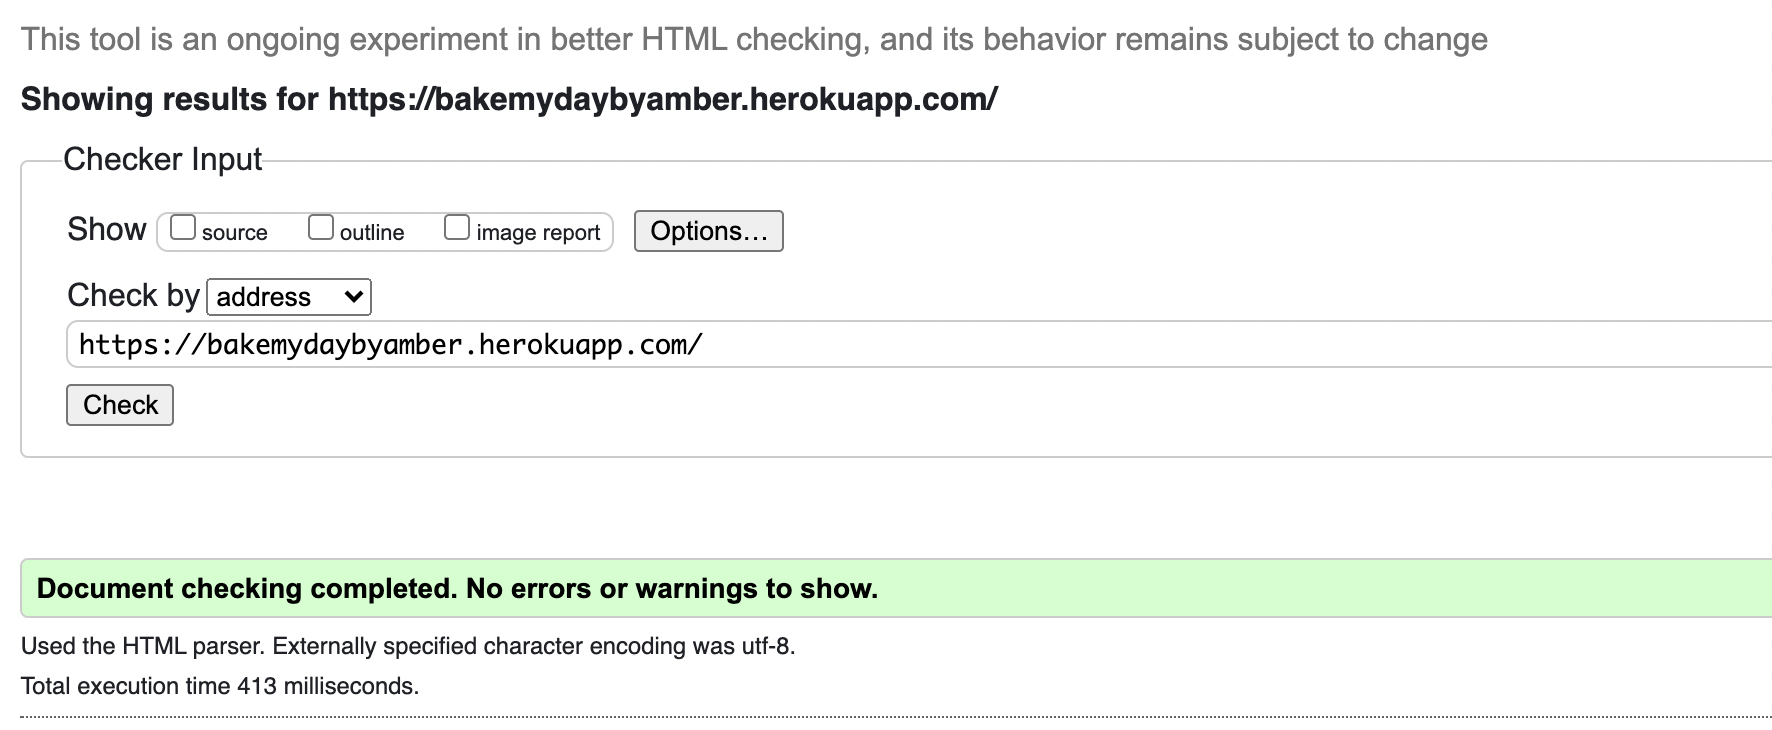 This tool is an ongoing experiment in better HTML checking, and its behavior remains subject to change
Showing results for https://bakemydaybyamber.herokuapp.com/
Checker Input
Show source outline image report Options...
Check by address
https://bakemydaybyamber.herokuapp.com/
Check
Document checking completed. No errors or warnings to show.
Used the HTML parser. Externally specified character encoding was utf-8.
Total execution time 413 milliseconds.